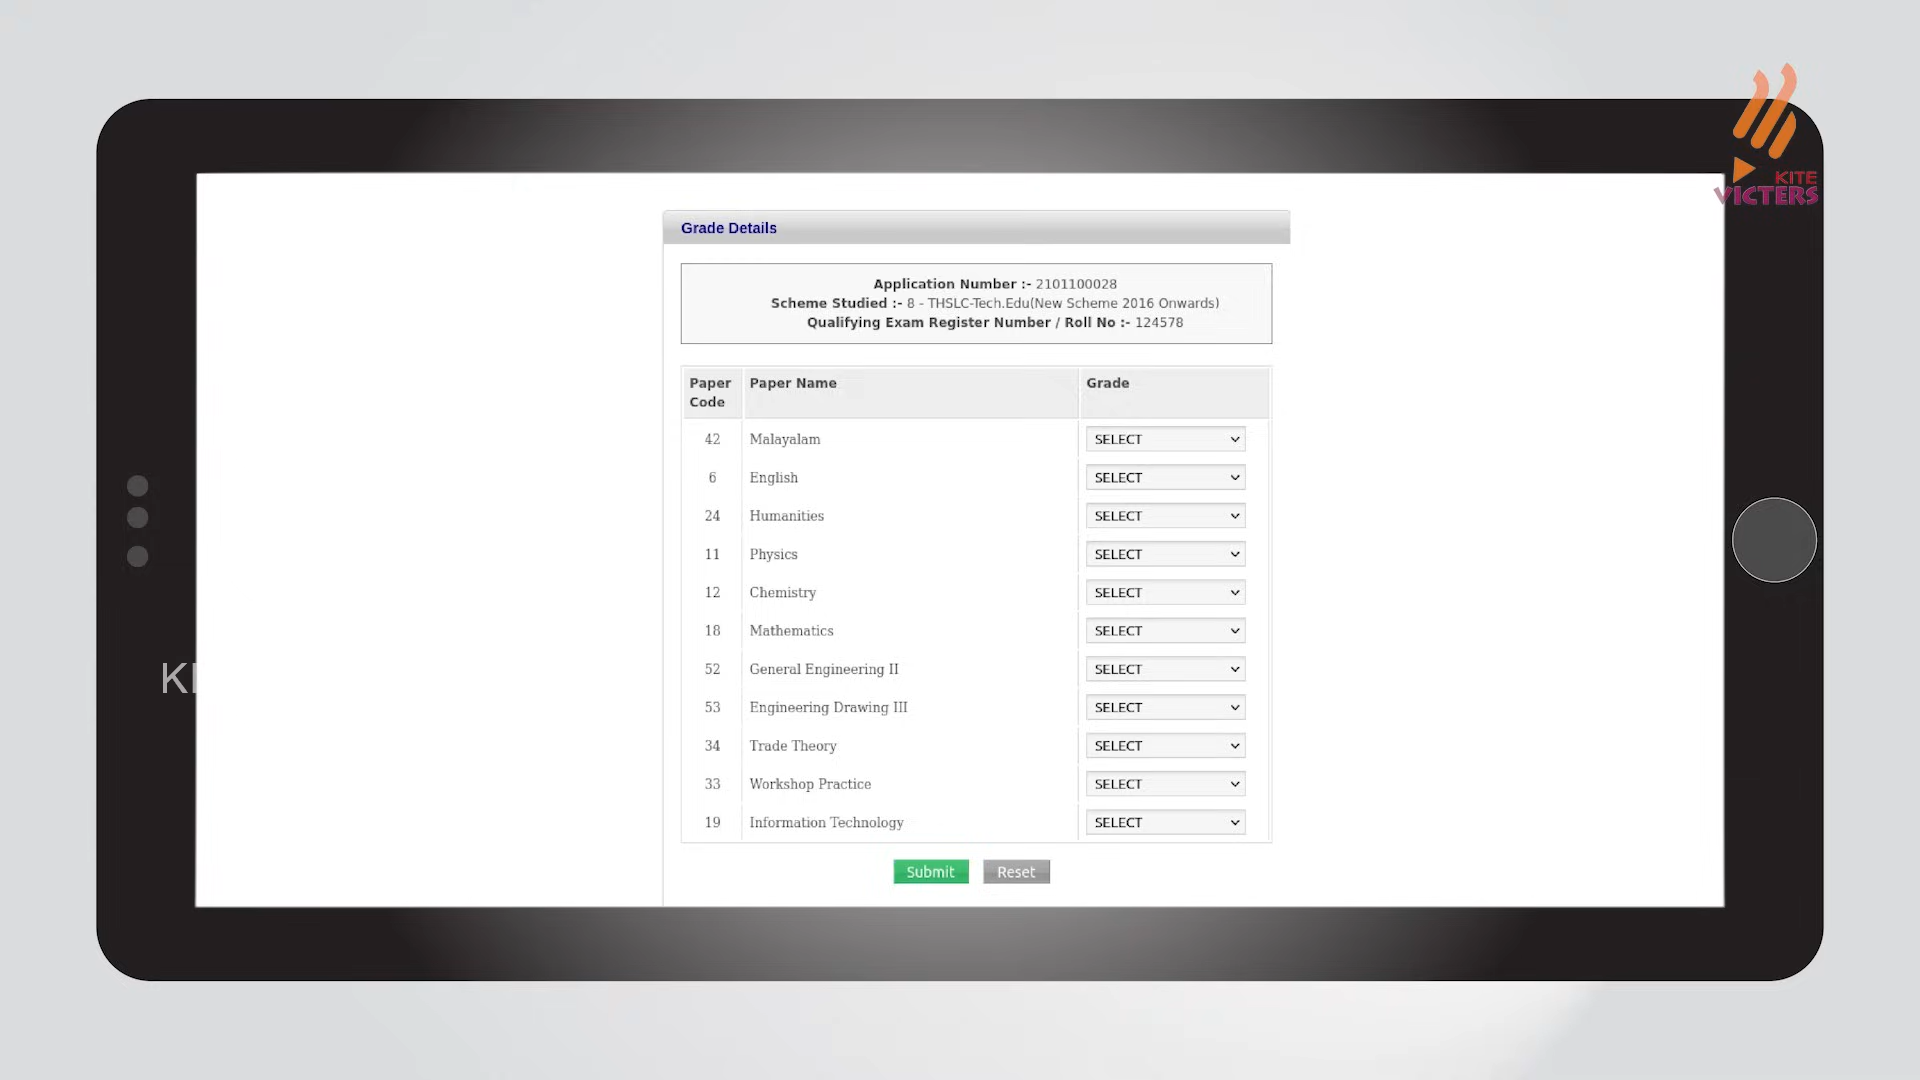 KITE
VICTERS
Grade Details
Application Number :- 2101100028
Scheme Studied :- 8 - THSLC-Tech.Edu(New Scheme 2016 Onwards)
Qualifying Exam Register Number / Roll No :- 124578
Paper Code Paper Name Grade
42 Malayalam SELECT
6 English SELECT
24 Humanities SELECT
11 Physics SELECT
12 Chemistry SELECT
18 Mathematics SELECT
52 General Engineering II SELECT
53 Engineering Drawing III SELECT
34 Trade Theory SELECT
33 Workshop Practice SELECT
19 Information Technology SELECT
Submit Reset